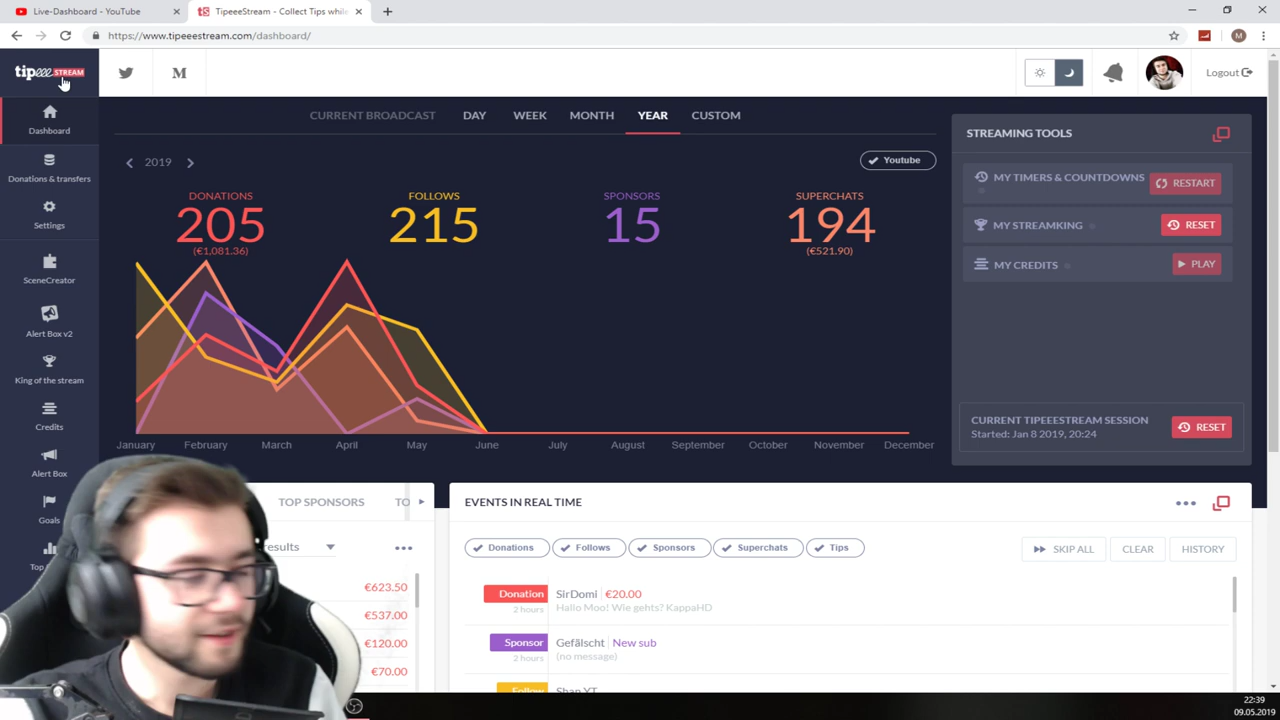 Live-Dashboard - YouTube
TipeeeStream - Collect Tips while
https://www.tipeeestream.com/dashboard/
M
tipeee STREAM
M
Logout
Dashboard
Donations & transfers
Settings
SceneCreator
Alert Box v2
King of the stream
Credits
Alert Box
Goals
Top
CURRENT BROADCAST DAY WEEK MONTH YEAR CUSTOM
2019
Youtube
DONATIONS FOLLOWS SPONSORS SUPERCHATS
205 215 15 194
(€1,081.36) (€521.90)
January February March April May June July August September October November December
STREAMING TOOLS
MY TIMERS & COUNTDOWNS RESTART
MY STREAMKING RESET
MY CREDITS PLAY
CURRENT TIPEEESTREAM SESSION
Started: Jan 8 2019, 20:24
RESET
TOP SPONSORS TO
results
€623.50
€537.00
€120.00
€70.00
EVENTS IN REAL TIME
Donations Follows Sponsors Superchats Tips
SKIP ALL CLEAR HISTORY
Donation SirDomi €20.00
2 hours Hallo Moo! Wie gehts? KappaHD
Sponsor Gefälscht New sub
2 hours (no message)
Follow Shan YT
22:39
09.05.2019